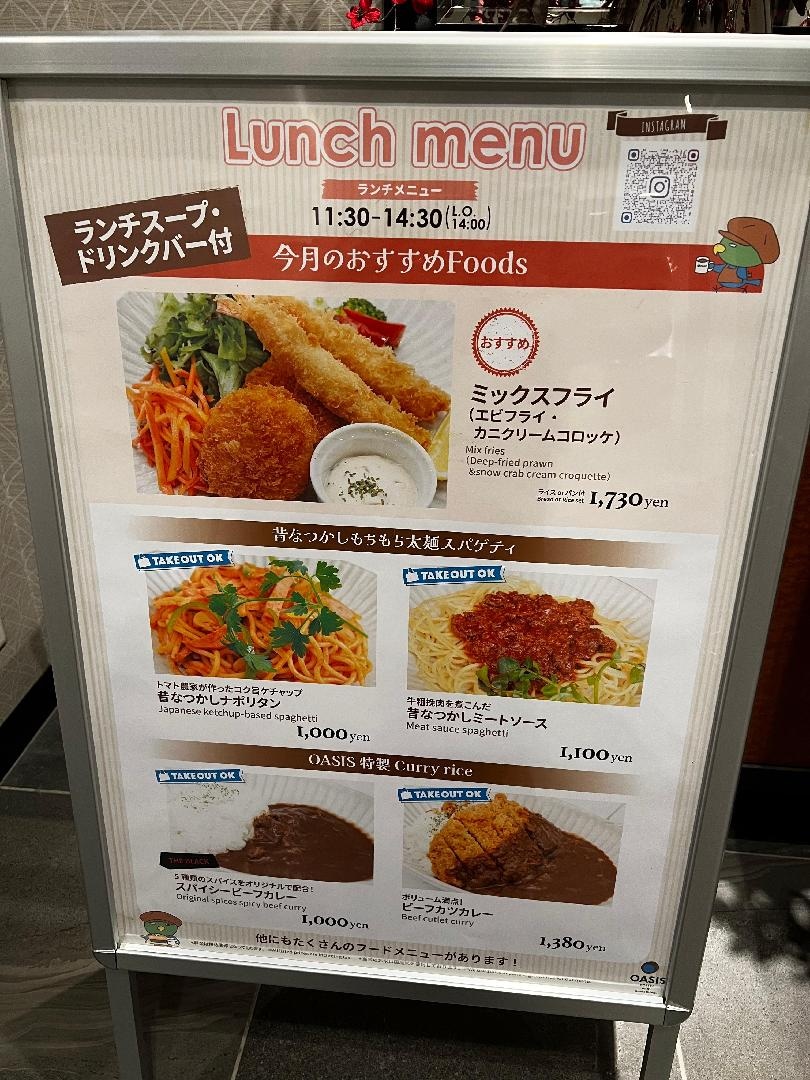 Lunch menu
INSTAGRAM
ランチメニュー
11:30-14:30(L.O. 14:00)
ランチスープ・
ドリンクバー付
今月のおすすめFoods
おすすめ
ミックスフライ
(エビフライ・
カニクリームコロッケ)
Mix fries
(Deep-fried prawn
&snow crab cream croquette)
ライス or パン付
Bread or Rice set
1,730yen
昔なつかしもちもち太麺スパゲティ
TAKEOUT OK
トマト農家が作ったコク旨ケチャップ
昔なつかしナポリタン
Japanese ketchup-based spaghetti
1,000yen
TAKEOUT OK
牛粗挽肉を煮こんだ
昔なつかしミートソース
Meat sauce spaghetti
1,100yen
OASIS 特製 Curry rice
TAKEOUT OK
THE BLACK
5種類のスパイスをオリジナルで配合!
スパイシービーフカレー
Original spices spicy beef curry
1,000yen
TAKEOUT OK
ボリューム満点!
ビーフカツカレー
Beef cutlet curry
1,380yen
他にもたくさんのフードメニューがあります!
OASIS